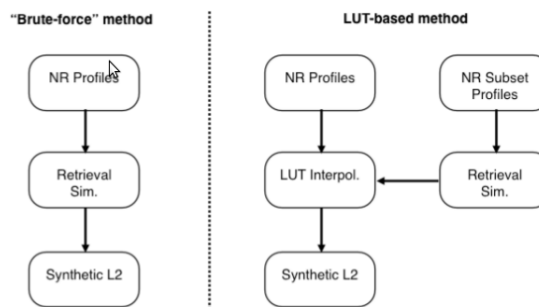 “Brute-force” method
NR Profiles
Retrieval
Sim.
Synthetic L2
LUT-based method
NR Profiles
NR Subset
Profiles
LUT Interpol.
Retrieval
Sim.
Synthetic L2